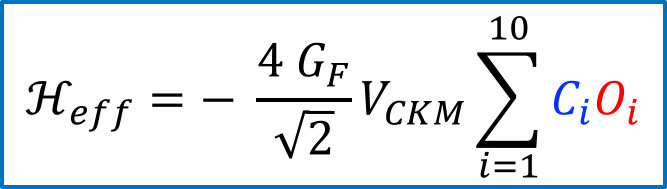 ℋ_eff = − (4 G_F / √2) V_CKM ∑_{i=1}^{10} C_i O_i